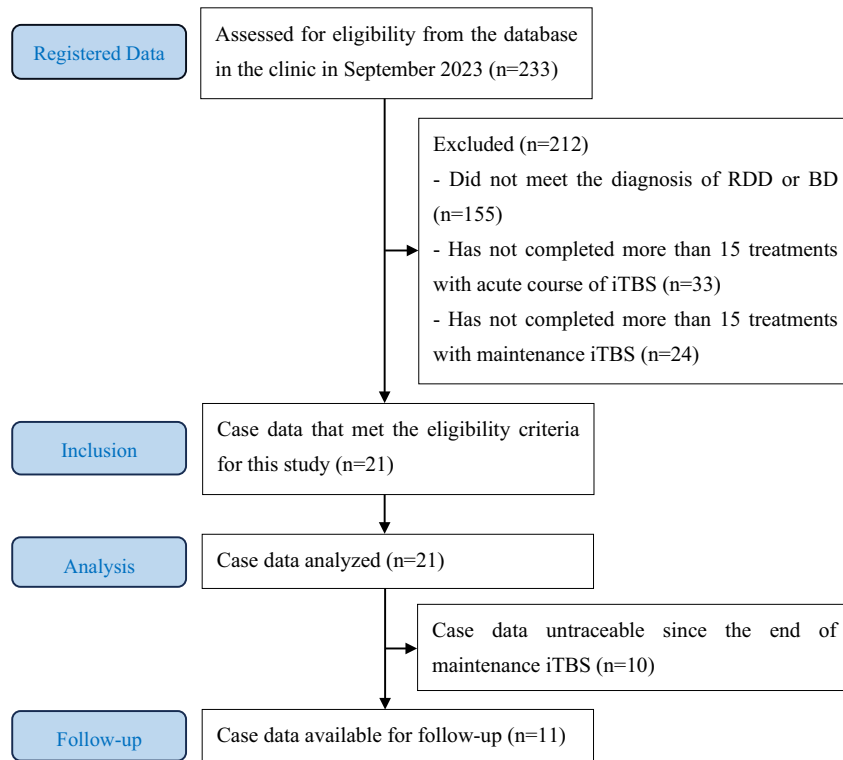 Registered Data
Assessed for eligibility from the database
in the clinic in September 2023 (n=233)
Excluded (n=212)
- Did not meet the diagnosis of RDD or BD
(n=155)
- Has not completed more than 15 treatments
with acute course of iTBS (n=33)
- Has not completed more than 15 treatments
with maintenance iTBS (n=24)
Inclusion
Case data that met the eligibility criteria
for this study (n=21)
Analysis
Case data analyzed (n=21)
Case data untraceable since the end of
maintenance iTBS (n=10)
Follow-up
Case data available for follow-up (n=11)